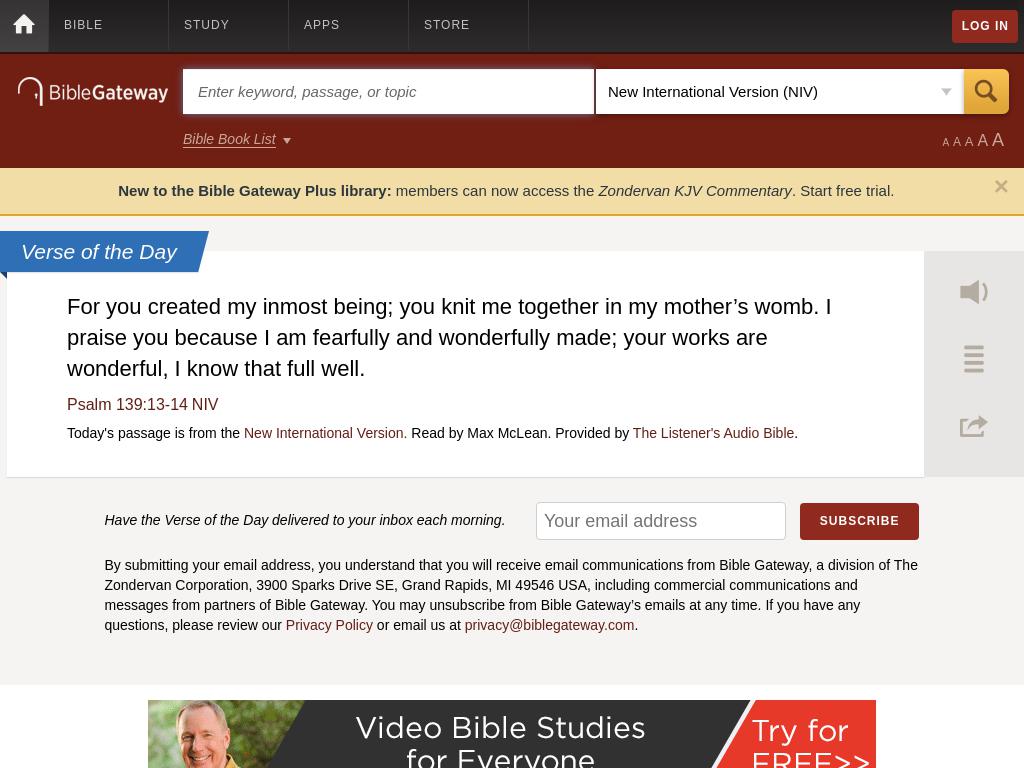 BIBLE STUDY APPS STORE LOG IN
BibleGateway Enter keyword, passage, or topic New International Version (NIV)
Bible Book List A A A A A
New to the Bible Gateway Plus library: members can now access the Zondervan KJV Commentary. Start free trial. ×
Verse of the Day
For you created my inmost being; you knit me together in my mother’s womb. I
praise you because I am fearfully and wonderfully made; your works are
wonderful, I know that full well.
Psalm 139:13-14 NIV
Today's passage is from the New International Version. Read by Max McLean. Provided by The Listener's Audio Bible.
Have the Verse of the Day delivered to your inbox each morning. Your email address SUBSCRIBE
By submitting your email address, you understand that you will receive email communications from Bible Gateway, a division of The
Zondervan Corporation, 3900 Sparks Drive SE, Grand Rapids, MI 49546 USA, including commercial communications and
messages from partners of Bible Gateway. You may unsubscribe from Bible Gateway’s emails at any time. If you have any
questions, please review our Privacy Policy or email us at privacy@biblegateway.com.
Video Bible Studies Try for
for Everyone FREE>>